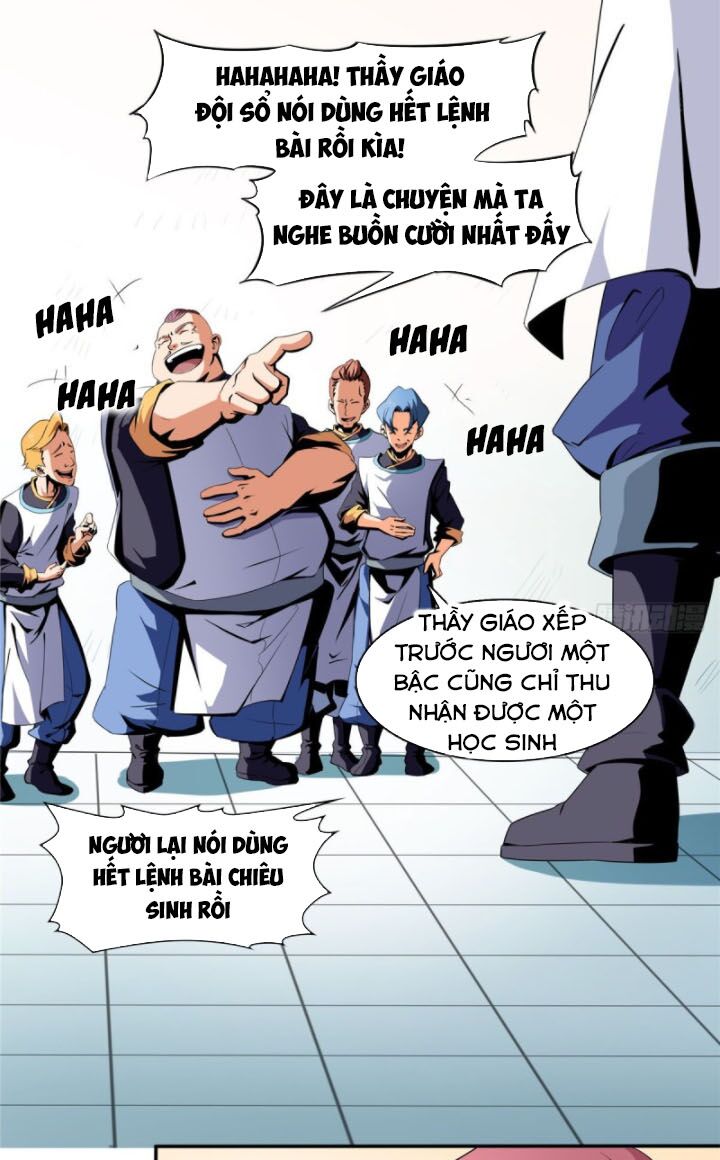 HAHAHAHA! THẦY GIÁO
ĐỘI SỔ NÓI DÙNG HẾT LỆNH
BÀI RỒI KÌA!
ĐÂY LÀ CHUYỆN MÀ TA
NGHE BUỒN CƯỜI NHẤT ĐẤY
HAHA
HAHA
HAHA
HAHA
THẦY GIÁO XẾP
TRƯỚC NGƯƠI MỘT
BẬC CŨNG CHỈ THU
NHẬN ĐƯỢC MỘT
HỌC SINH
NGƯƠI LẠI NÓI DÙNG
HẾT LỆNH BÀI CHIÊU
SINH RỒI